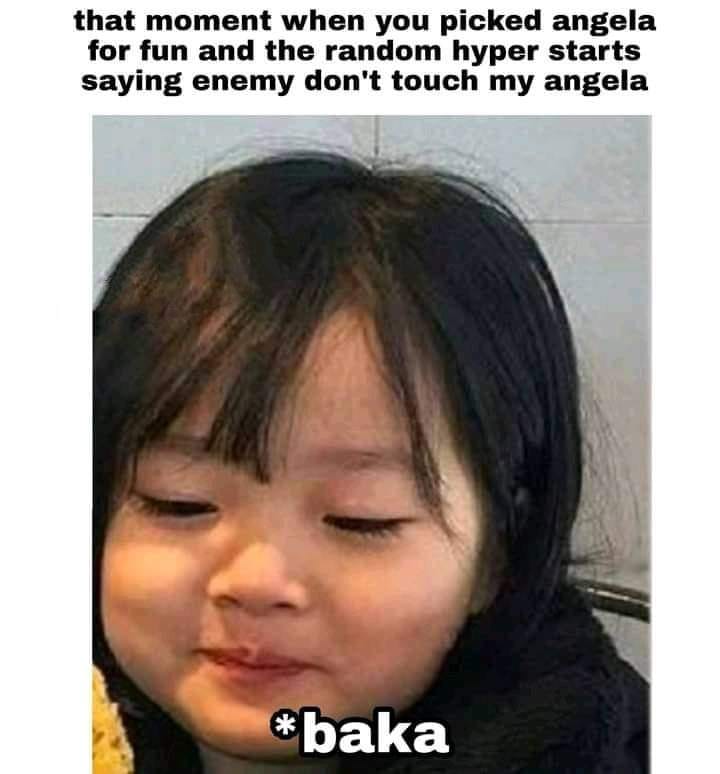 that moment when you picked angela
for fun and the random hyper starts
saying enemy don't touch my angela
*baka